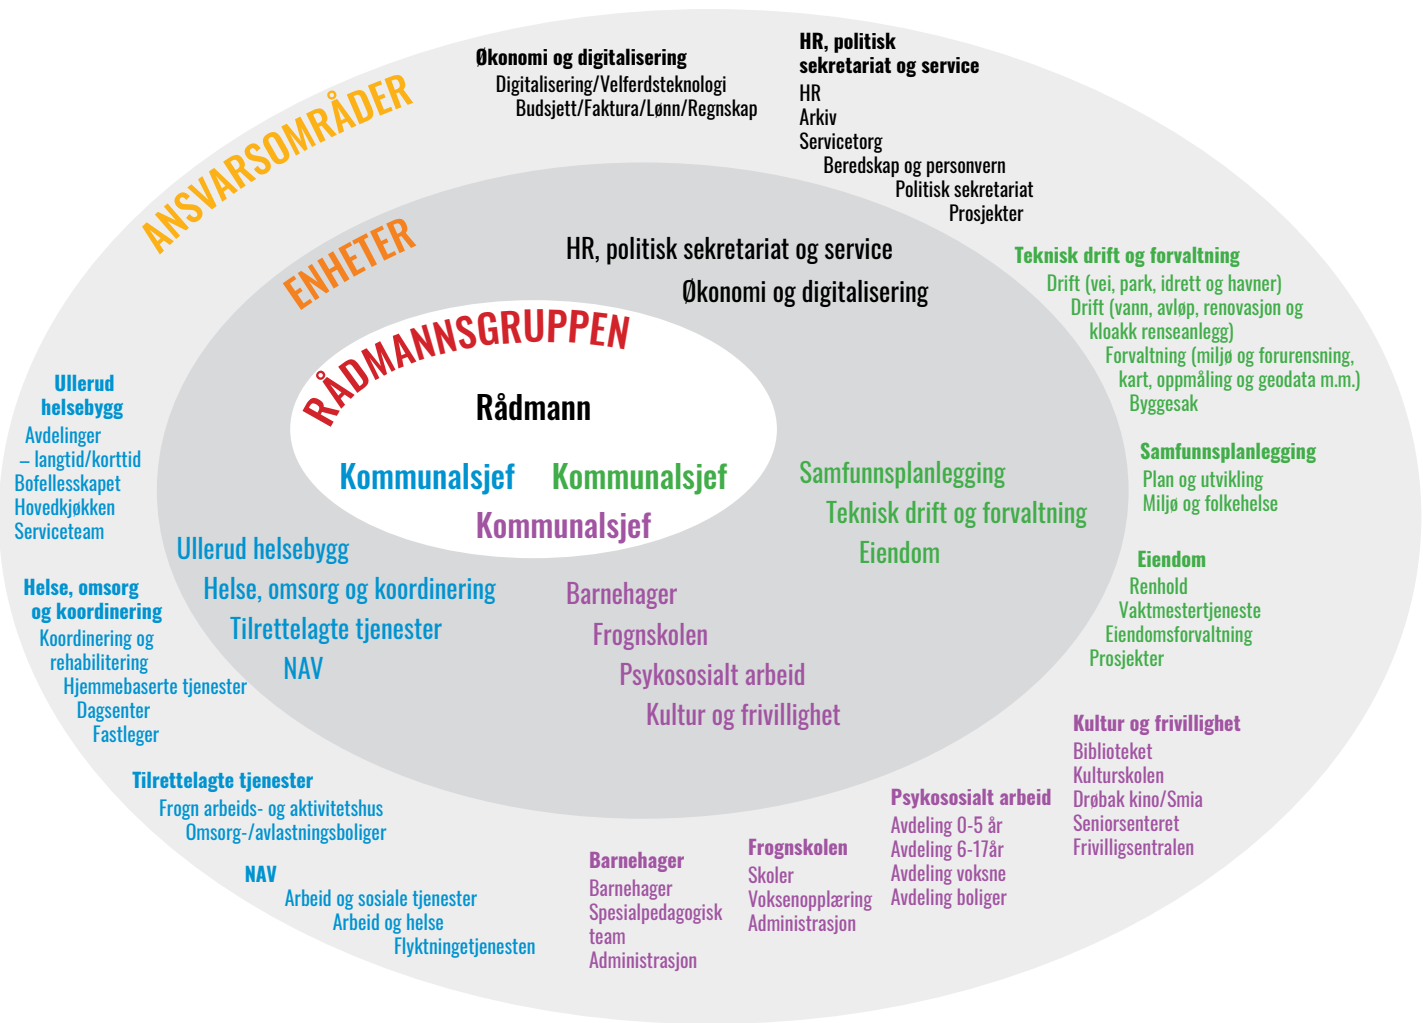 ANSVARSOMRÅDER
Økonomi og digitalisering
Digitalisering/Velferdsteknologi
Budsjett/Faktura/Lønn/Regnskap
HR, politisk
sekretariat og service
HR
Arkiv
Servicetorg
Beredskap og personvern
Politisk sekretariat
Prosjekter
Teknisk drift og forvaltning
Drift (vei, park, idrett og havner)
Drift (vann, avløp, renovasjon og
kloakk renseanlegg)
Forvaltning (miljø og forurensning,
kart, oppmåling og geodata m.m.)
Byggesak
Samfunnsplanlegging
Plan og utvikling
Miljø og folkehelse
Eiendom
Renhold
Vaktmestertjeneste
Eiendomsforvaltning
Prosjekter
Kultur og frivillighet
Biblioteket
Kulturskolen
Drøbak kino/Smia
Seniorsenteret
Frivilligsentralen
Psykososialt arbeid
Avdeling 0-5 år
Avdeling 6-17år
Avdeling voksne
Avdeling boliger
Frognskolen
Skoler
Voksenopplæring
Administrasjon
Barnehager
Barnehager
Spesialpedagogisk
team
Administrasjon
NAV
Arbeid og sosiale tjenester
Arbeid og helse
Flyktningetjenesten
Tilrettelagte tjenester
Frogn arbeids- og aktivitetshus
Omsorg-/avlastningsboliger
Helse, omsorg
og koordinering
Koordinering og
rehabilitering
Hjemmebaserte tjenester
Dagsenter
Fastleger
Ullerud
helsebygg
Avdelinger
– langtid/korttid
Bofellesskapet
Hovedkjøkken
Serviceteam
ENHETER
HR, politisk sekretariat og service
Økonomi og digitalisering
Samfunnsplanlegging
Teknisk drift og forvaltning
Eiendom
Barnehager
Frognskolen
Psykososialt arbeid
Kultur og frivillighet
Ullerud helsebygg
Helse, omsorg og koordinering
Tilrettelagte tjenester
NAV
RÅDMANNSGRUPPEN
Rådmann
Kommunalsjef
Kommunalsjef
Kommunalsjef